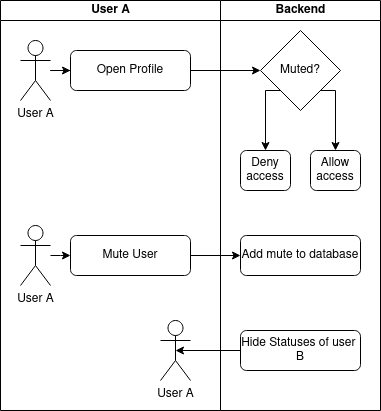 User A
Backend
Open Profile
Muted?
User A
Deny
access
Allow
access
Mute User
Add mute to database
User A
Hide Statuses of user
B
User A